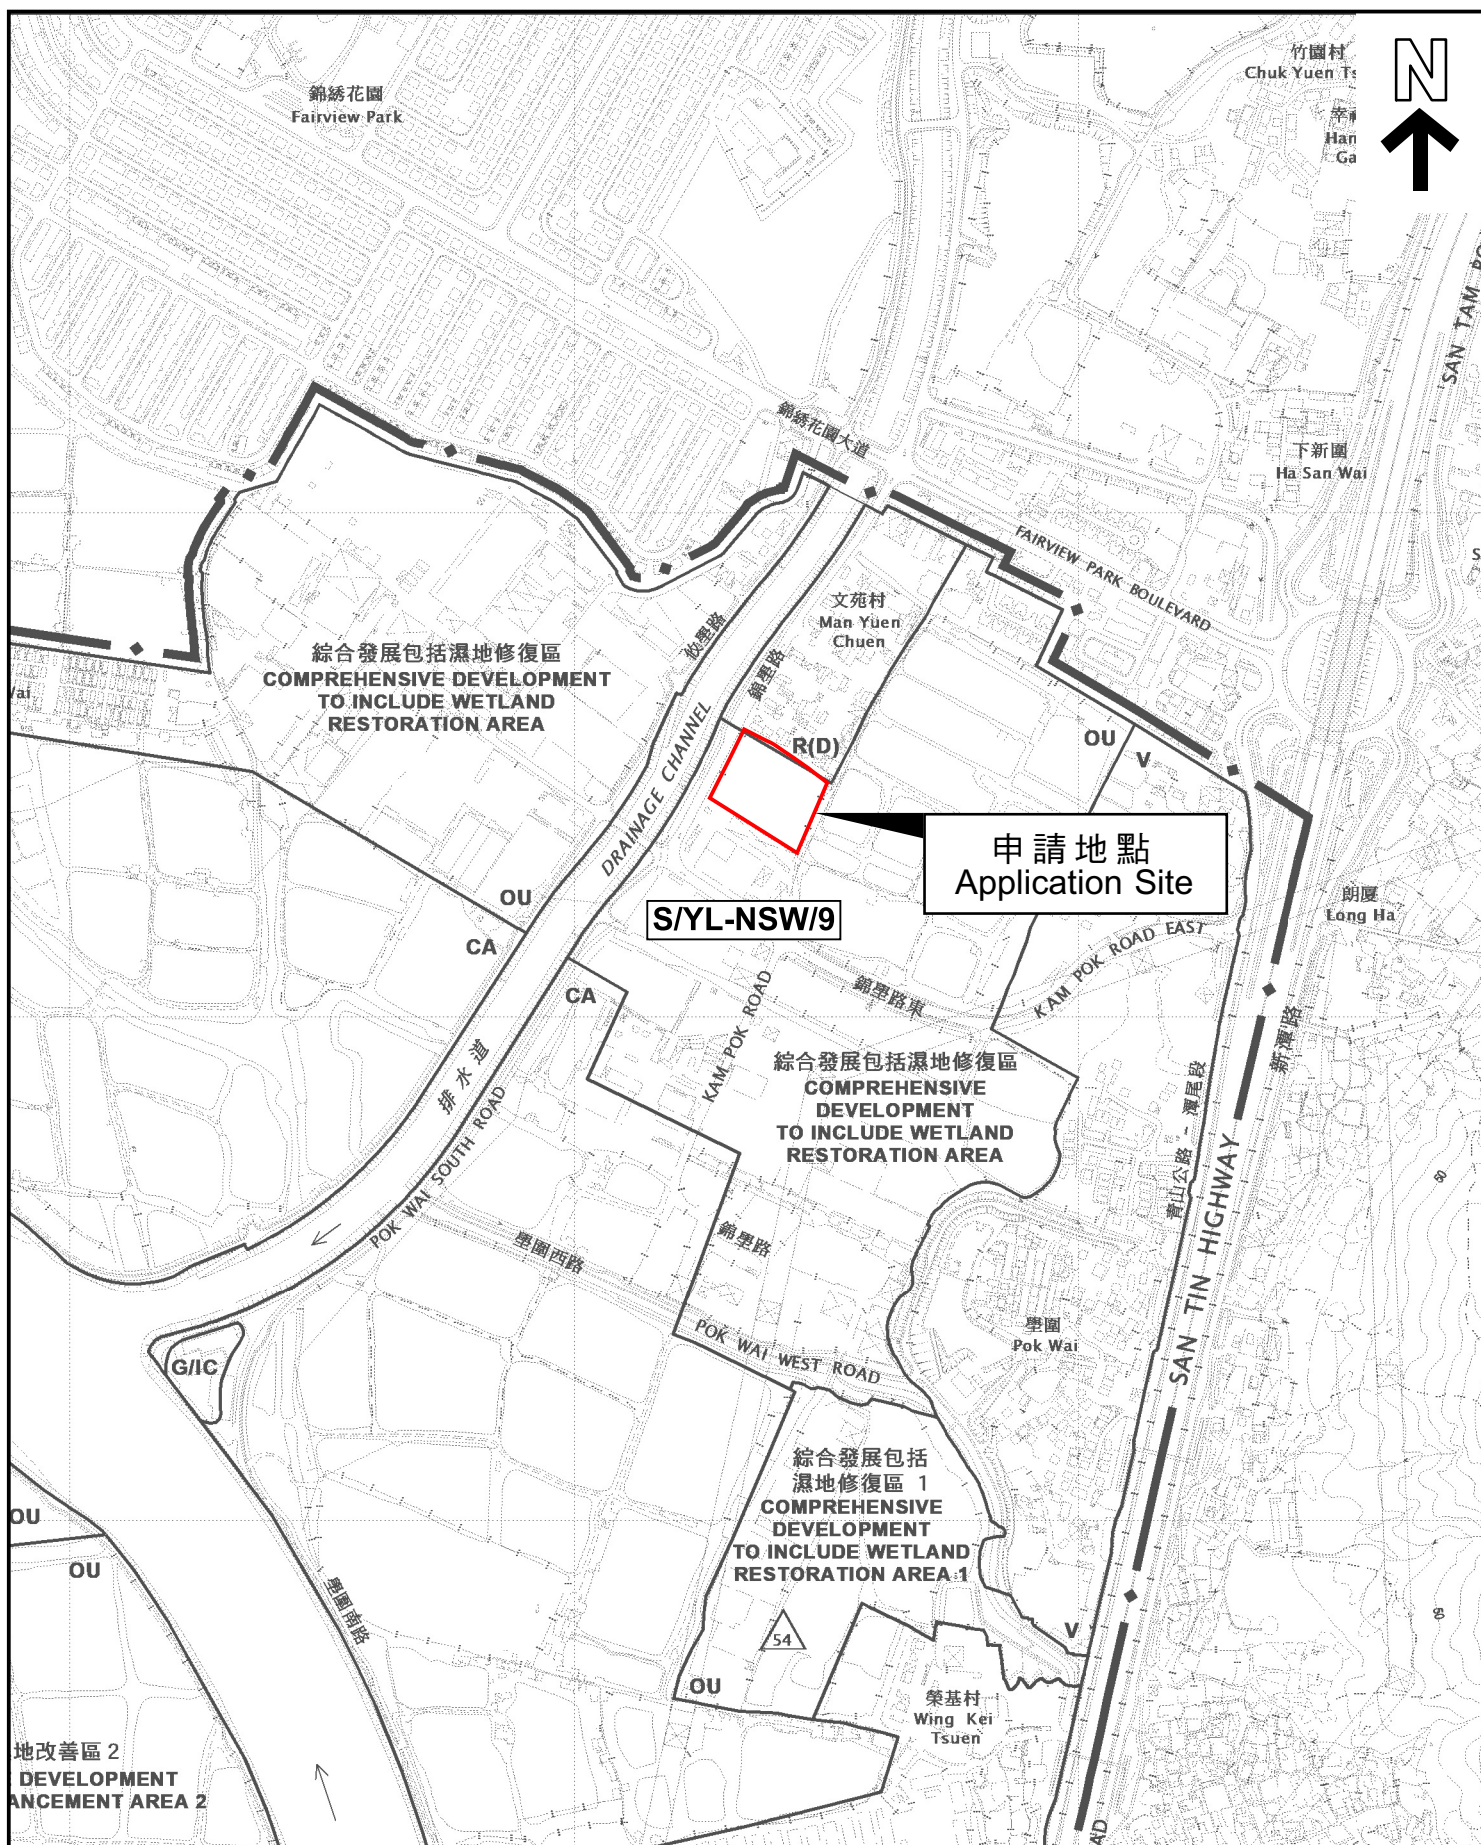 竹園村
Chuk Yuen Ts
N
錦綉花園
Fairview Park
幸
Han
Ga
SAN TAM
錦綉花園大道
下新圍
Ha San Wai
FAIRVIEW PARK BOULEVARD
文苑村
Man Yuen
Chuen
攸壆路
錦壆路
綜合發展包括濕地修復區
COMPREHENSIVE DEVELOPMENT
TO INCLUDE WETLAND
RESTORATION AREA
DRAINAGE CHANNEL
R(D)
OU
V
申請地點
Application Site
OU
CA
S/YL-NSW/9
朗廈
Long Ha
KAM POK ROAD EAST
CA
錦壆路東
KAM POK ROAD
新潭路
排水道
POK WAI SOUTH ROAD
綜合發展包括濕地修復區
COMPREHENSIVE
DEVELOPMENT
TO INCLUDE WETLAND
RESTORATION AREA
青山公路 - 潭尾段
SAN TIN HIGHWAY
50
錦壆路
壆圍西路
壆圍
Pok Wai
POK WAI WEST ROAD
G/IC
綜合發展包括
濕地修復區 1
COMPREHENSIVE
DEVELOPMENT
TO INCLUDE WETLAND
RESTORATION AREA 1
OU
OU
壆圍南路
54
V
50
OU
榮基村
Wing Kei
Tsuen
地改善區 2
DEVELOPMENT
ANCEMENT AREA 2